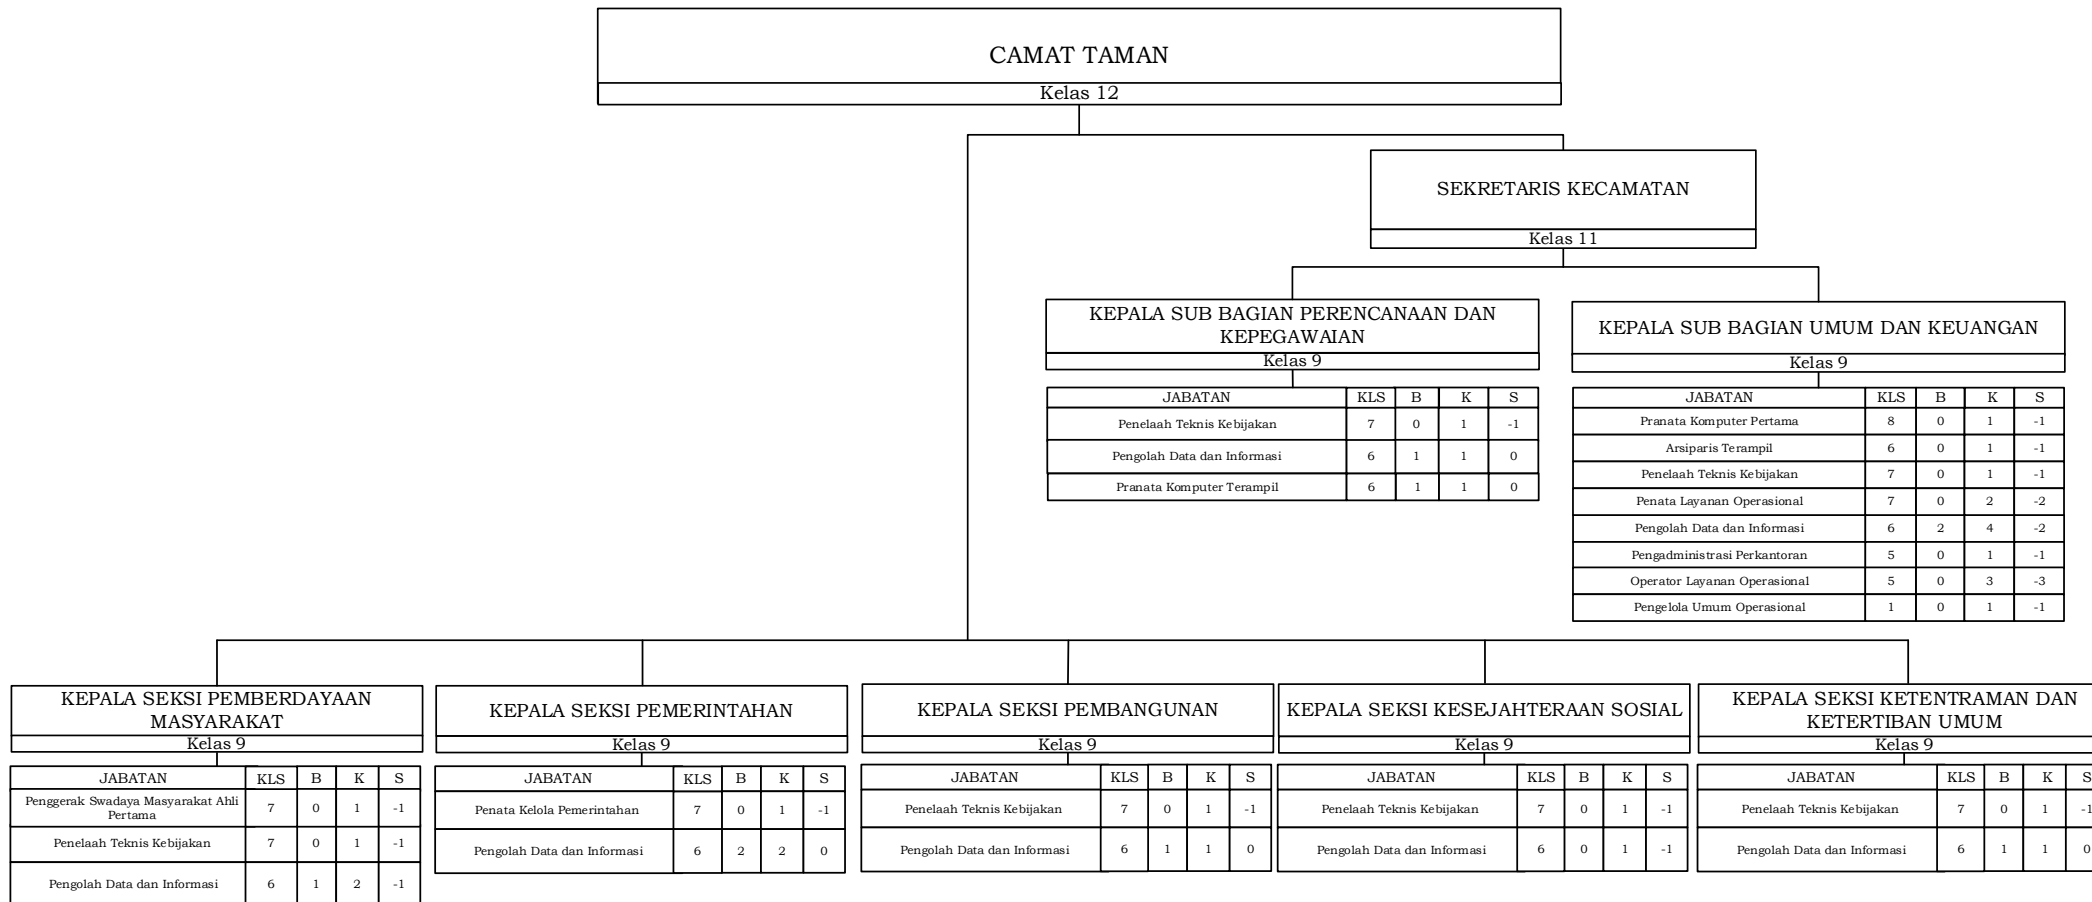 CAMAT TAMAN
Kelas 12
SEKRETARIS KECAMATAN
Kelas 11
KEPALA SUB BAGIAN PERENCANAAN DAN
KEPEGAWAIAN
Kelas 9
JABATAN KLS B K S
Penelaah Teknis Kebijakan 7 0 1 -1
Pengolah Data dan Informasi 6 1 1 0
Pranata Komputer Terampil 6 1 1 0
KEPALA SUB BAGIAN UMUM DAN KEUANGAN
Kelas 9
JABATAN KLS B K S
Pranata Komputer Pertama 8 0 1 -1
Arsiparis Terampil 6 0 1 -1
Penelaah Teknis Kebijakan 7 0 1 -1
Penata Layanan Operasional 7 0 2 -2
Pengolah Data dan Informasi 6 2 4 -2
Pengadministrasi Perkantoran 5 0 1 -1
Operator Layanan Operasional 5 0 3 -3
Pengelola Umum Operasional 1 0 1 -1
KEPALA SEKSI PEMBERDAYAAN
MASYARAKAT
Kelas 9
JABATAN KLS B K S
Penggerak Swadaya Masyarakat Ahli
Pertama 7 0 1 -1
Penelaah Teknis Kebijakan 7 0 1 -1
Pengolah Data dan Informasi 6 1 2 -1
KEPALA SEKSI PEMERINTAHAN
Kelas 9
JABATAN KLS B K S
Penata Kelola Pemerintahan 7 0 1 -1
Pengolah Data dan Informasi 6 2 2 0
KEPALA SEKSI PEMBANGUNAN
Kelas 9
JABATAN KLS B K S
Penelaah Teknis Kebijakan 7 0 1 -1
Pengolah Data dan Informasi 6 1 1 0
KEPALA SEKSI KESEJAHTERAAN SOSIAL
Kelas 9
JABATAN KLS B K S
Penelaah Teknis Kebijakan 7 0 1 -1
Pengolah Data dan Informasi 6 0 1 -1
KEPALA SEKSI KETENTRAMAN DAN
KETERTIBAN UMUM
Kelas 9
JABATAN KLS B K S
Penelaah Teknis Kebijakan 7 0 1 -1
Pengolah Data dan Informasi 6 1 1 0